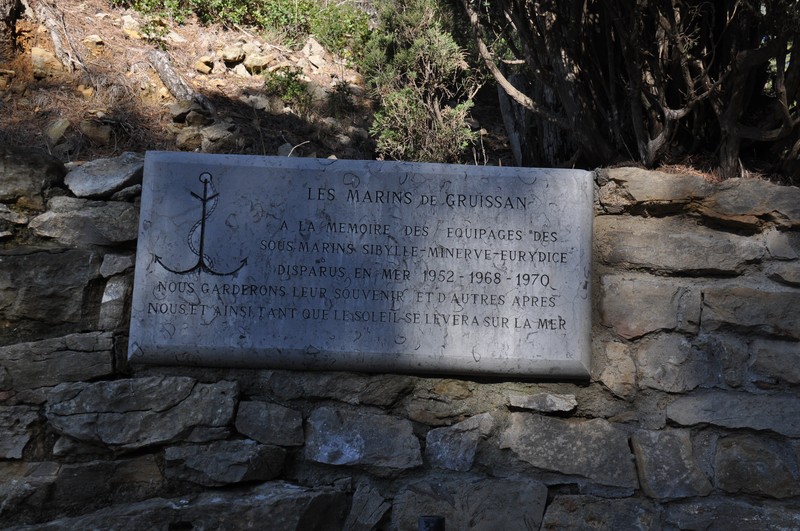 LES MARINS DE GRUISSAN
A LA MEMOIRE DES EQUIPAGES DES
SOUS MARINS SIBYLLE-MINERVE-EURYDICE
DISPARUS EN MER 1952-1968-1970
NOUS GARDERONS LEUR SOUVENIR ET D'AUTRES APRES
NOUS, ET AINSI TANT QUE LE SOLEIL SE LEVERA SUR LA MER